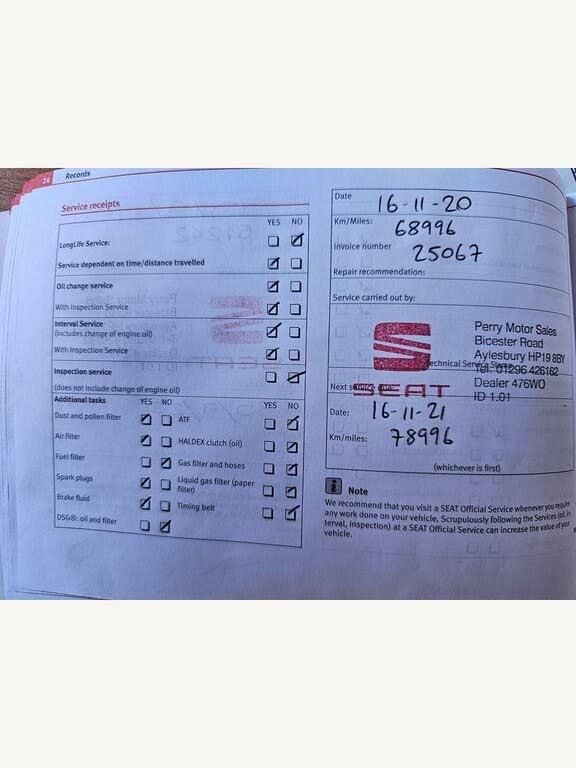 24 Records
Service receipts
YES NO
LongLife Service:
Service dependent on time/distance travelled
Oil change service
With Inspection Service
Interval Service
(includes change of engine oil)
With Inspection Service
Inspection service
(does not include change of engine oil)
Additional tasks YES NO YES NO
Dust and pollen filter ATF
Air filter HALDEX clutch (oil)
Fuel filter Gas filter and hoses
Spark plugs Liquid gas filter (paper
filter)
Brake fluid Timing belt
DSG®: oil and filter
Date 16-11-20
Km/Miles: 68996
Invoice number 25067
Repair recommendation:
Service carried out by:
Perry Motor Sales
Bicester Road
Aylesbury HP19 8BY
Technical Service Stamp
Tel: 01296 426162
Dealer 476WO
ID 1.01
SEAT
Next service due:
Date: 16-11-21
Km/miles: 78996
(whichever is first)
i Note
We recommend that you visit a SEAT Official Service whenever you require
any work done on your vehicle. Scrupulously following the Services (oil, in-
terval, Inspection) at a SEAT Official Service can increase the value of your
vehicle.